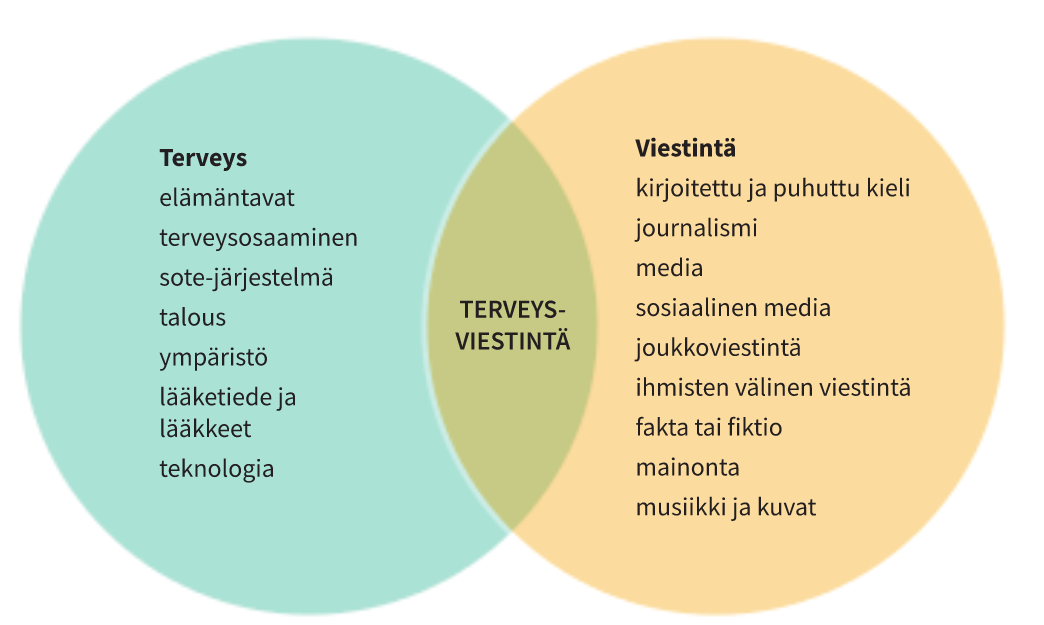 Terveys
elämäntavat
terveysosaaminen
sote-järjestelmä
talous
ympäristö
lääketiede ja
lääkkeet
teknologia
TERVEYS-
VIESTINTÄ
Viestintä
kirjoitettu ja puhuttu kieli
journalismi
media
sosiaalinen media
joukkoviestintä
ihmisten välinen viestintä
fakta tai fiktio
mainonta
musiikki ja kuvat